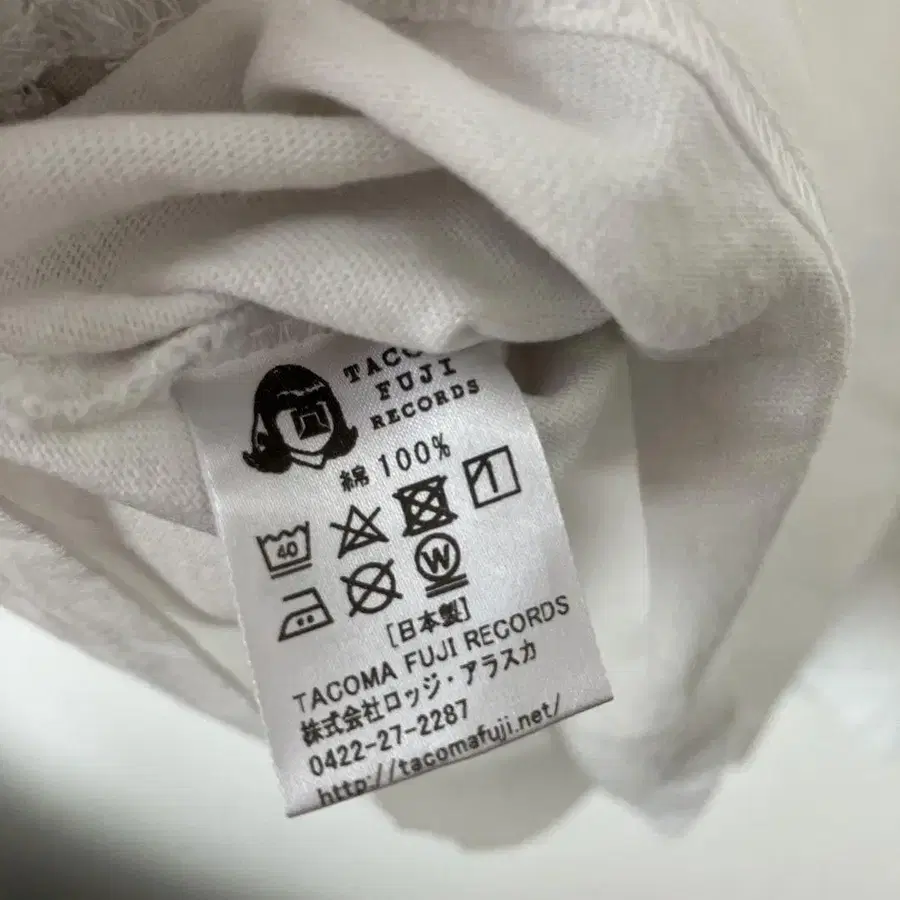 FUJI
RECORDS
綿 100%
40
W
[日本製]
TACOMA FUJI RECORDS
株式会社ロッジ・アラスカ
0422-27-2287
http://tacomafuji.net/